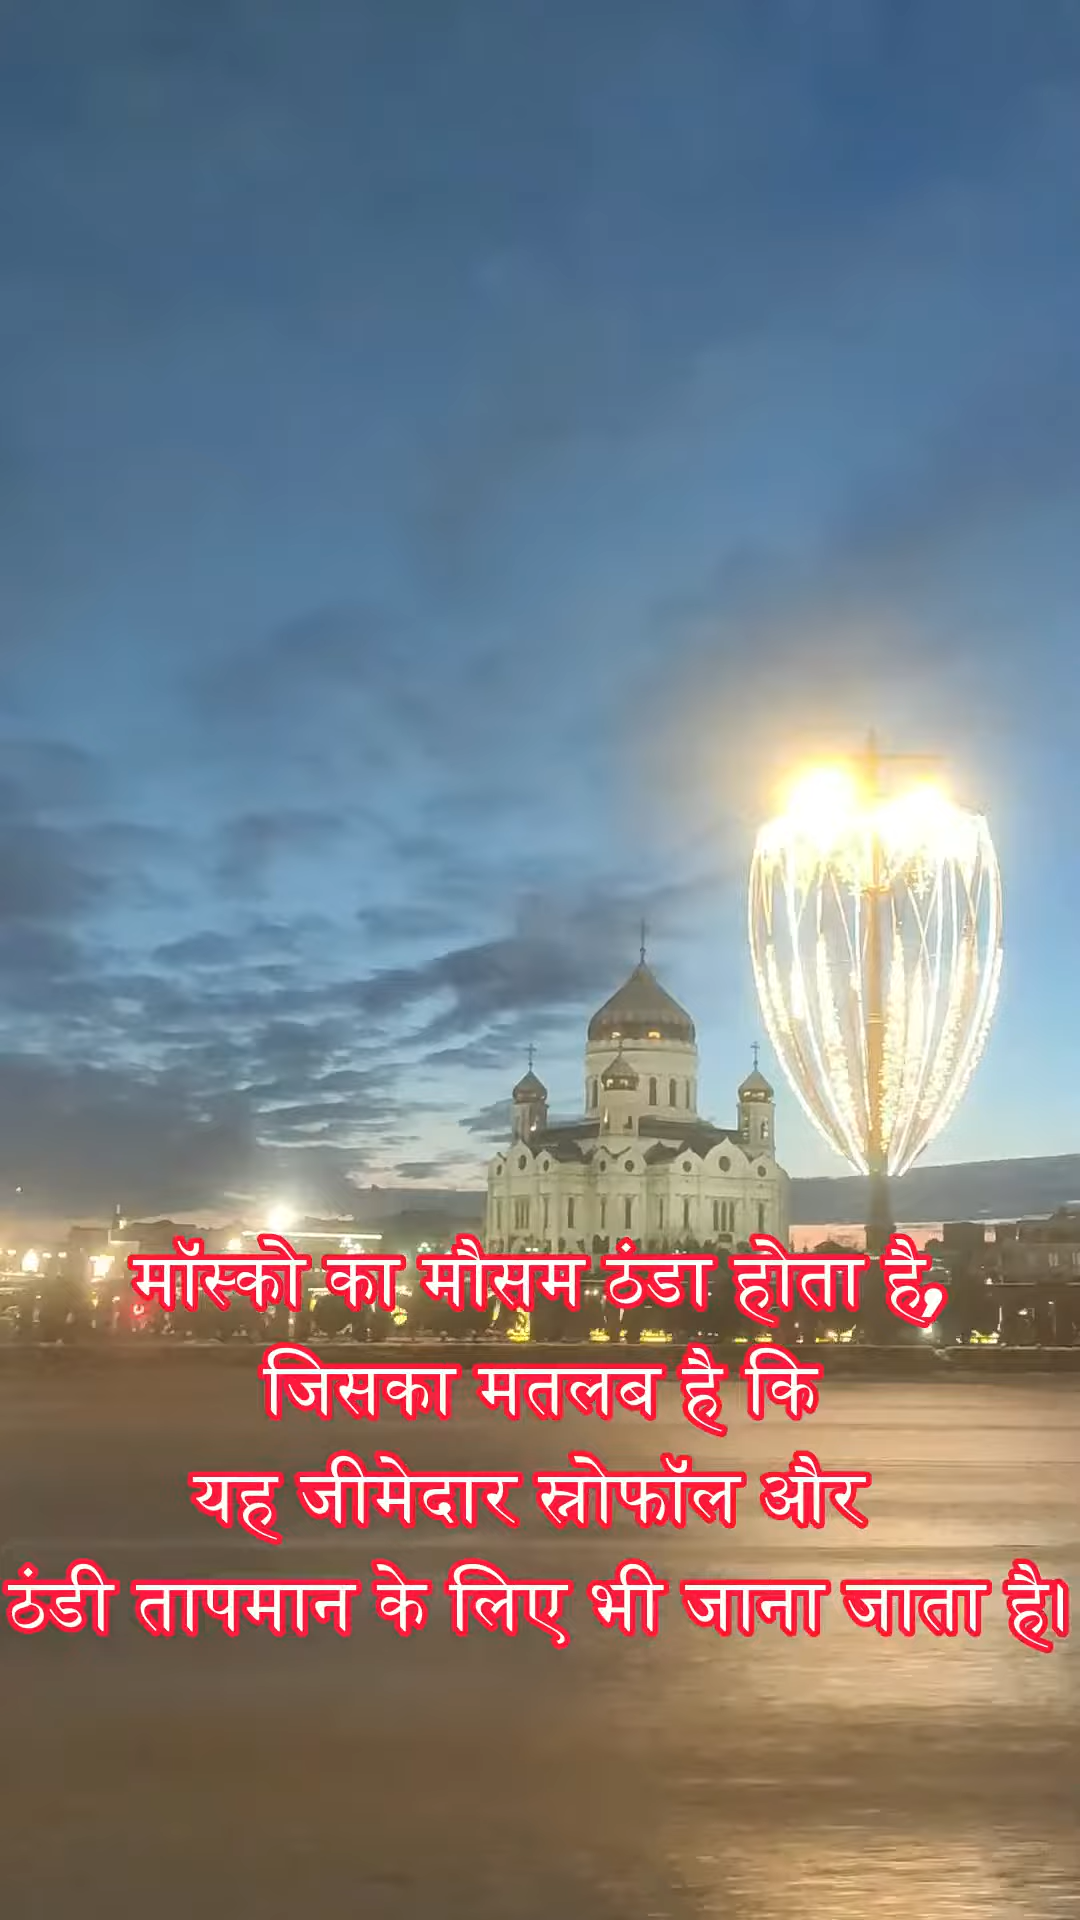 मॉस्को का मौसम ठंडा होता है,
जिसका मतलब है कि
यह जीमेदार स्नोफॉल और
ठंडी तापमान के लिए भी जाना जाता है।